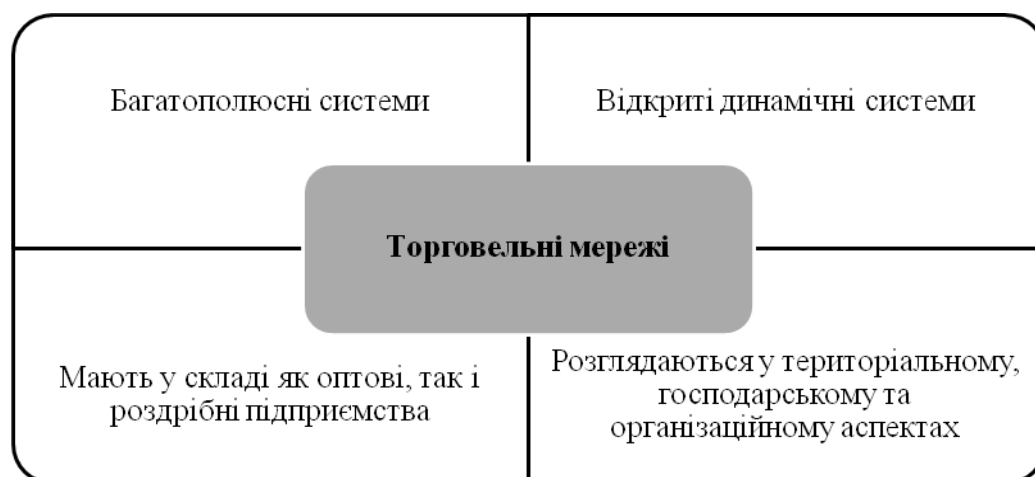 Багатополюсні системи
Відкриті динамічні системи
Торговельні мережі
Мають у складі як оптові, так і
роздрібні підприємства
Розглядаються у територіальному,
господарському та
організаційному аспектах